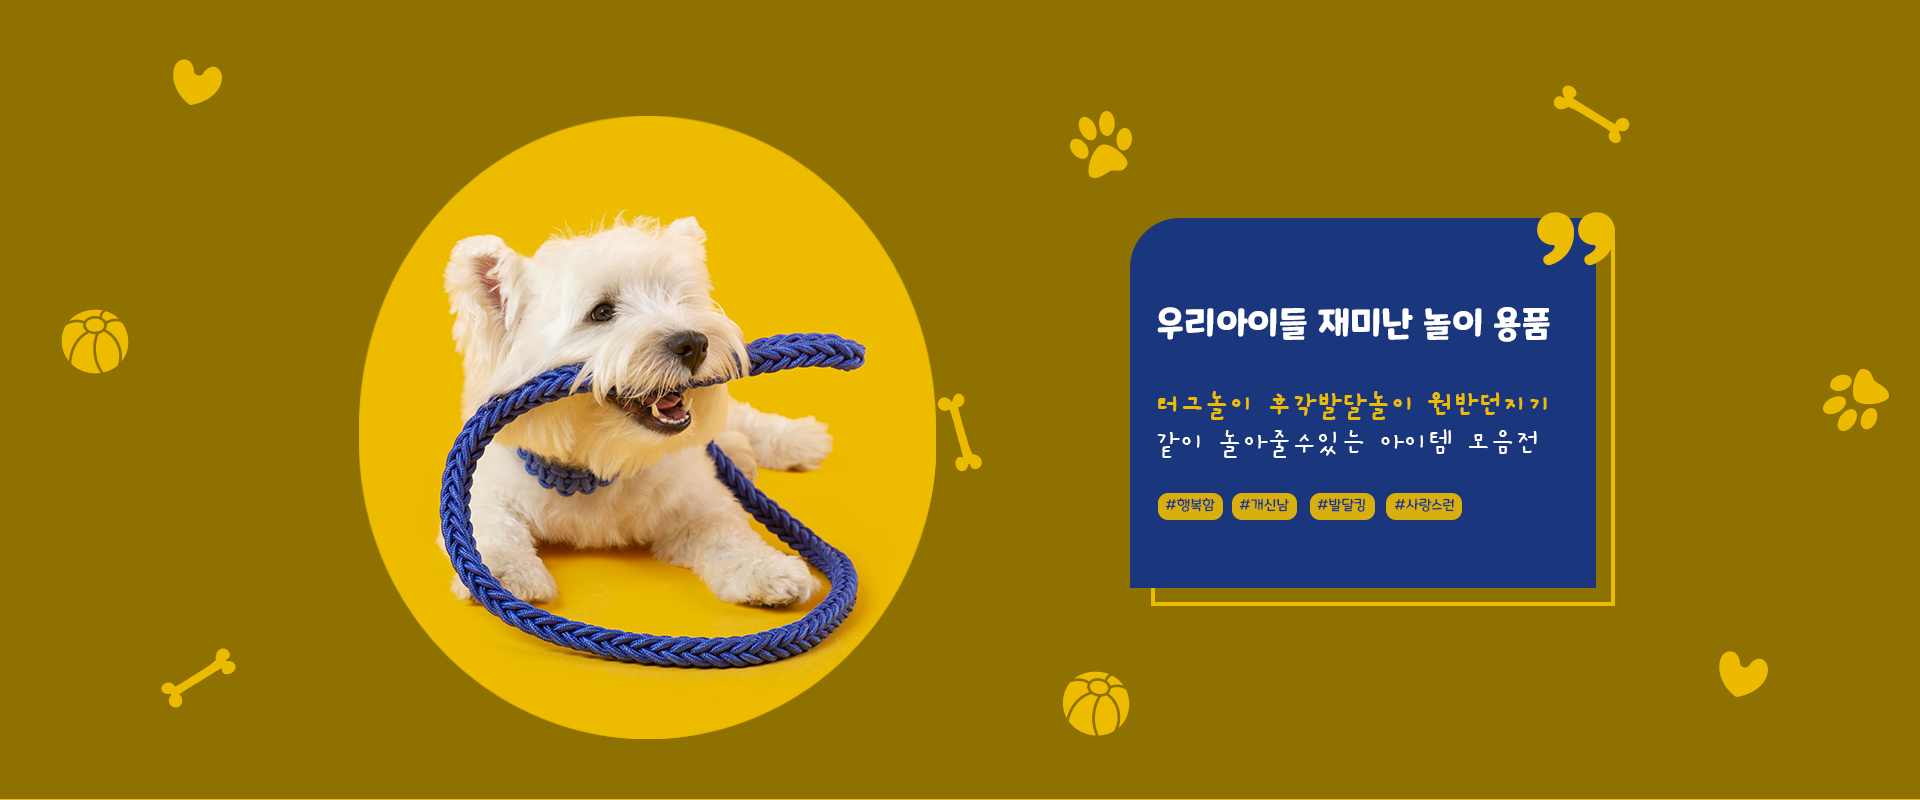 우리아이들 재미난 놀이 용품
터그놀이 후각발달놀이 원반던지기
같이 놀아줄수있는 아이템 모음전
#행복함 #개신남 #발달킹 #사랑스런